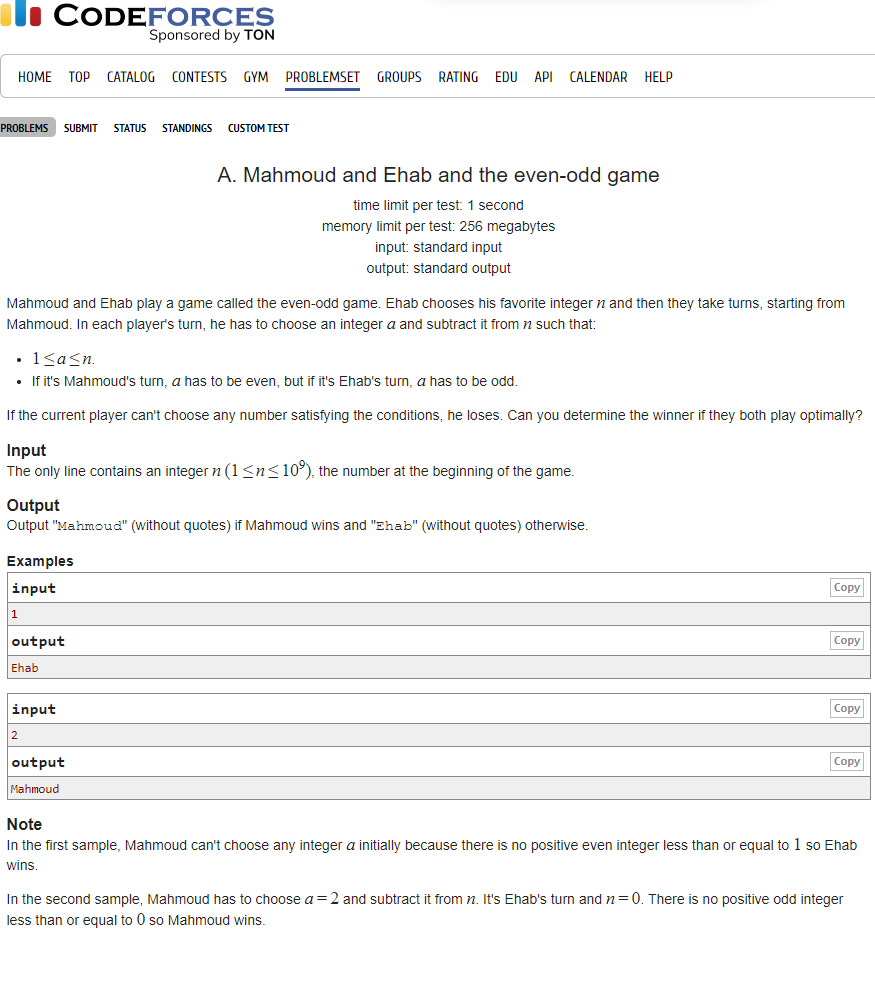 CODEFORCES
Sponsored by TON
HOME TOP CATALOG CONTESTS GYM PROBLEMSET GROUPS RATING EDU API CALENDAR HELP
PROBLEMS SUBMIT STATUS STANDINGS CUSTOM TEST
A. Mahmoud and Ehab and the even-odd game
time limit per test: 1 second
memory limit per test: 256 megabytes
input: standard input
output: standard output
Mahmoud and Ehab play a game called the even-odd game. Ehab chooses his favorite integer n and then they take turns, starting from
Mahmoud. In each player's turn, he has to choose an integer a and subtract it from n such that:
• 1 ≤ a ≤ n.
• If it's Mahmoud's turn, a has to be even, but if it's Ehab's turn, a has to be odd.
If the current player can't choose any number satisfying the conditions, he loses. Can you determine the winner if they both play optimally?
Input
The only line contains an integer n (1 ≤ n ≤ 10⁹), the number at the beginning of the game.
Output
Output "Mahmoud" (without quotes) if Mahmoud wins and "Ehab" (without quotes) otherwise.
Examples
input Copy
1
output Copy
Ehab
input Copy
2
output Copy
Mahmoud
Note
In the first sample, Mahmoud can't choose any integer a initially because there is no positive even integer less than or equal to 1 so Ehab
wins.
In the second sample, Mahmoud has to choose a = 2 and subtract it from n. It's Ehab's turn and n = 0. There is no positive odd integer
less than or equal to 0 so Mahmoud wins.